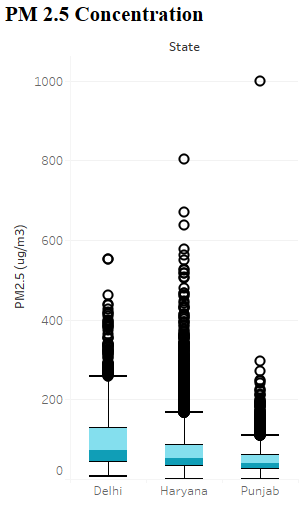 PM 2.5 Concentration
State
1000
800
600
400
200
0
PM2.5 (ug/m3)
Delhi Haryana Punjab